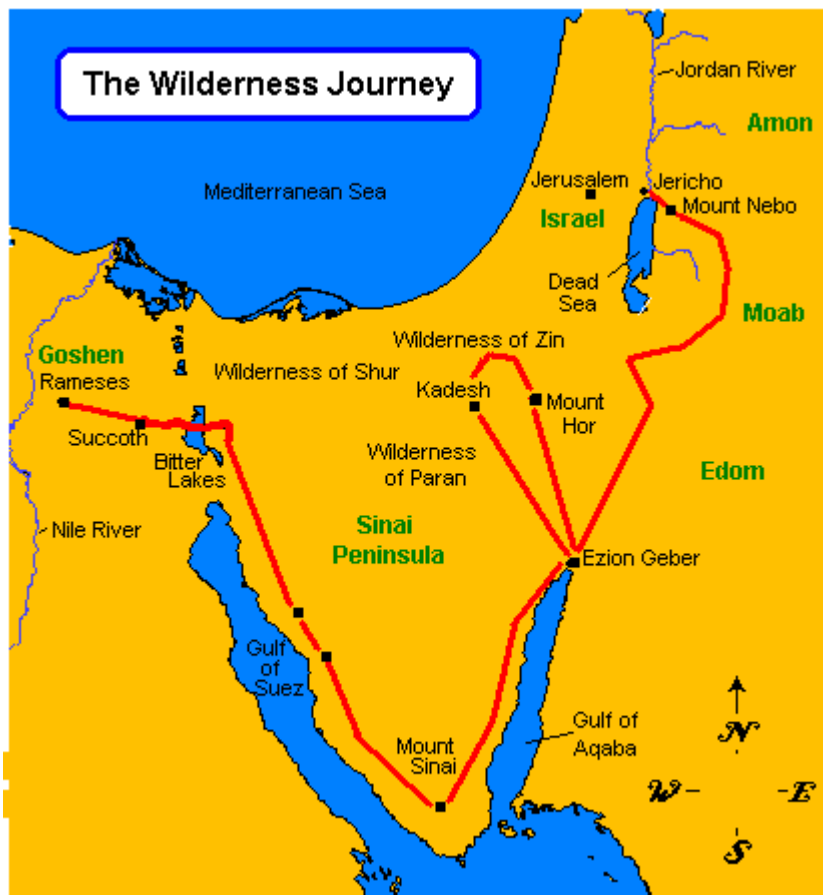 The Wilderness Journey
Jordan River
Amon
Mediterranean Sea
Jerusalem
Jericho
Mount Nebo
Israel
Dead
Sea
Moab
Goshen
Rameses
Wilderness of Shur
Wilderness of Zin
Kadesh
Mount
Hor
Succoth
Bitter
Lakes
Wilderness
of Paran
Edom
Nile River
Sinai
Peninsula
Ezion Geber
Gulf
of
Suez
Mount
Sinai
Gulf of
Aqaba
N
W
E
S